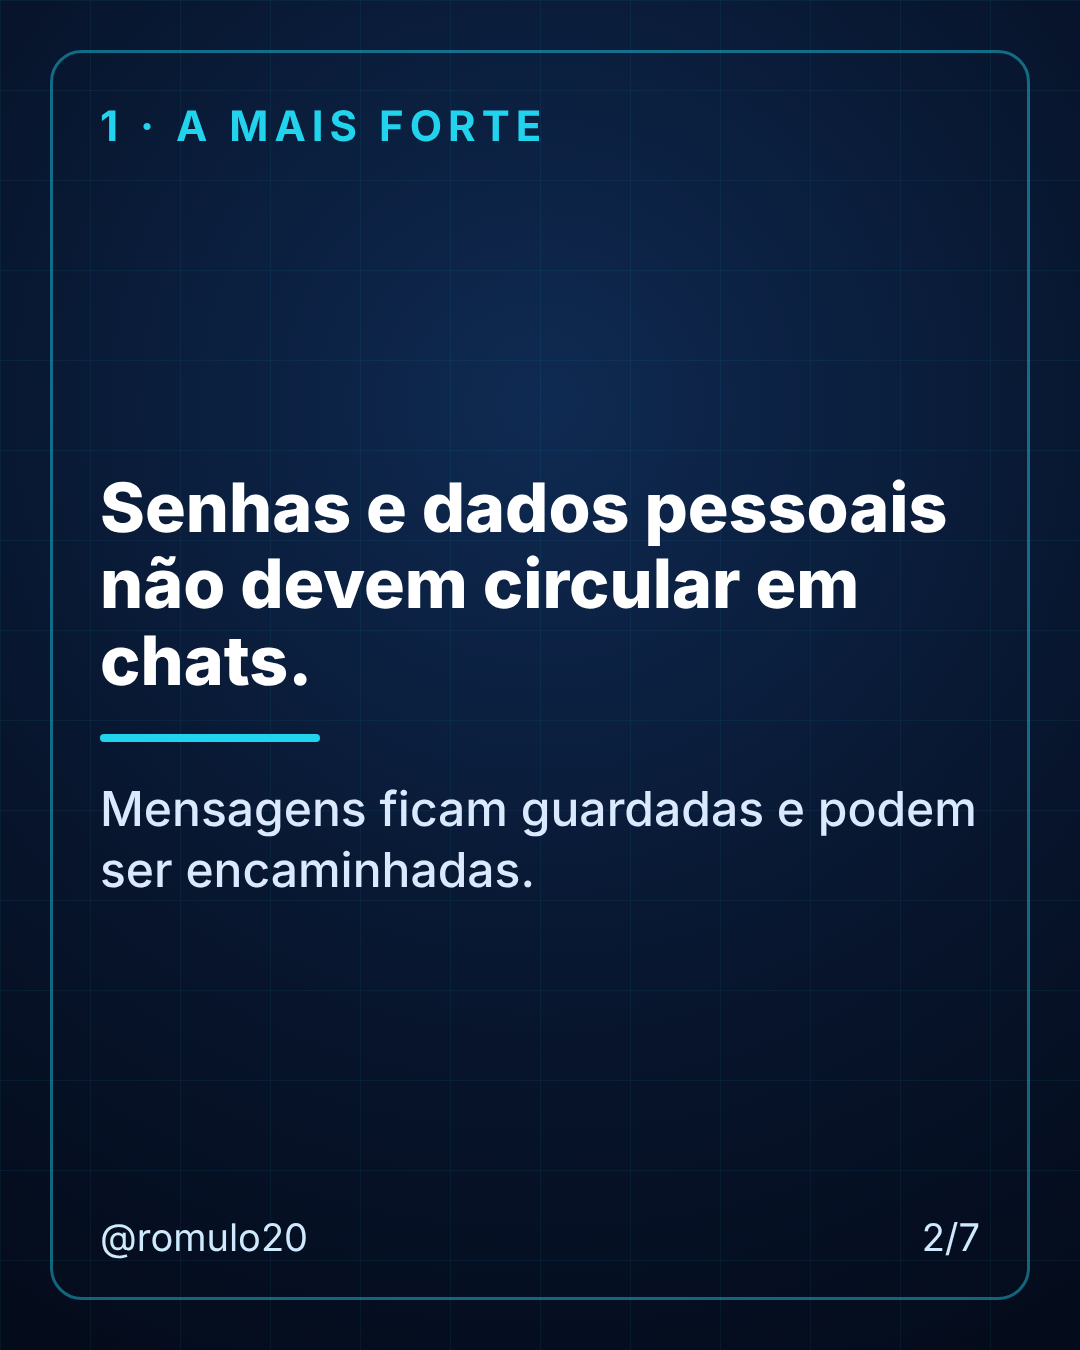 1 · A MAIS FORTE
Senhas e dados pessoais
não devem circular em
chats.
Mensagens ficam guardadas e podem
ser encaminhadas.
@romulo20
2/7